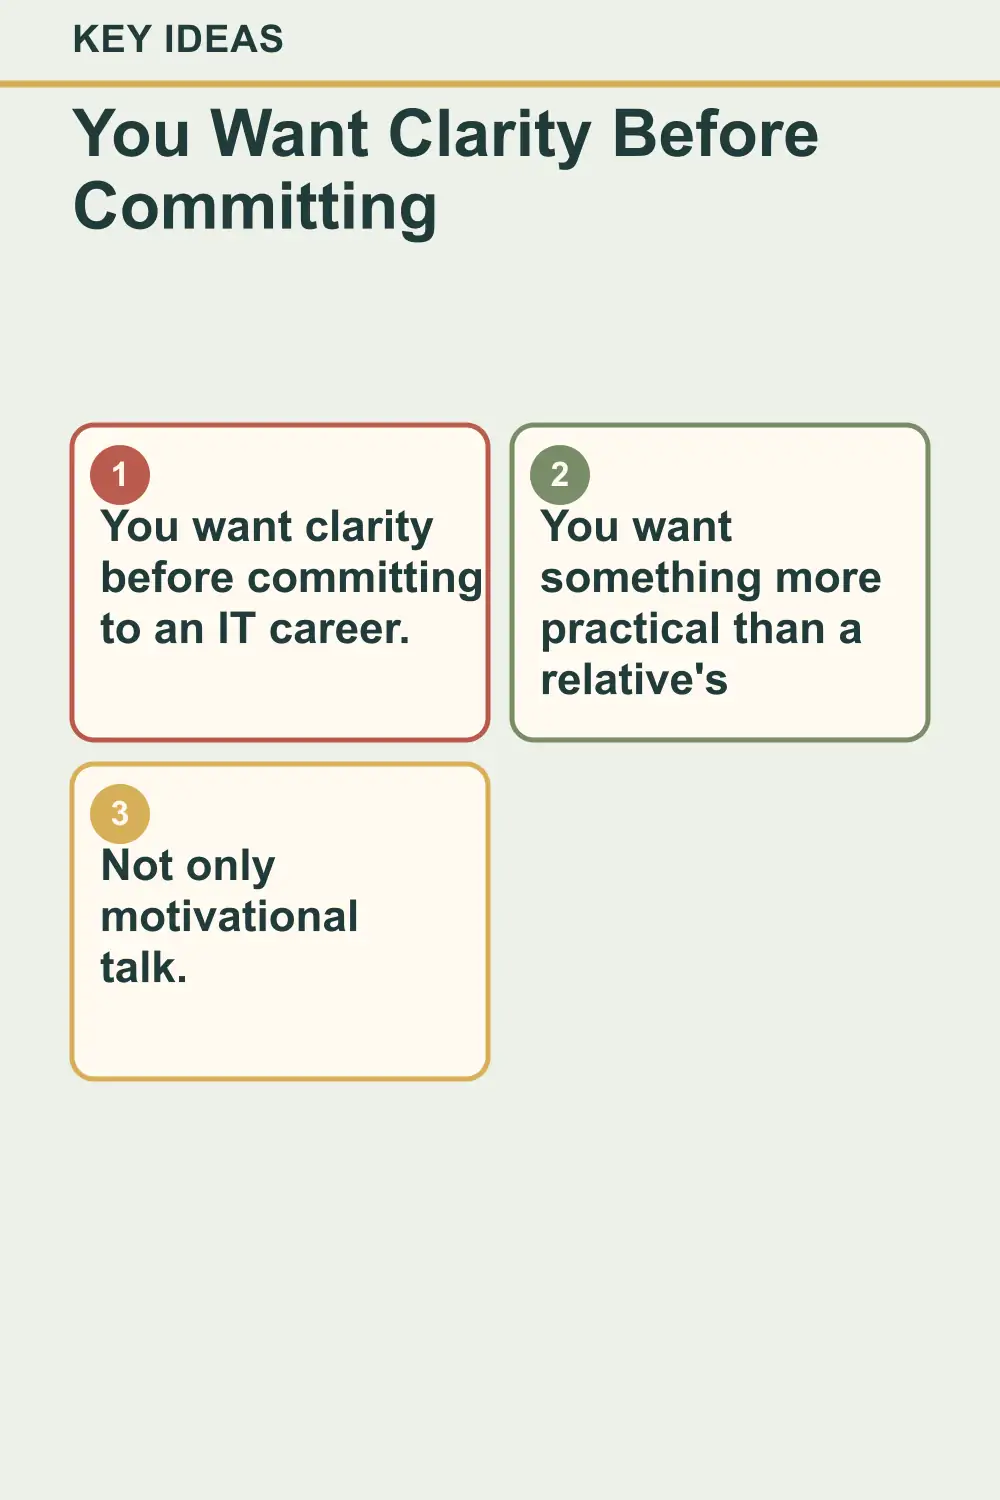 KEY IDEAS
You Want Clarity Before
Committing
1
You want clarity
before committing
to an IT career.
2
You want
something more
practical than a
relative's
3
Not only
motivational
talk.